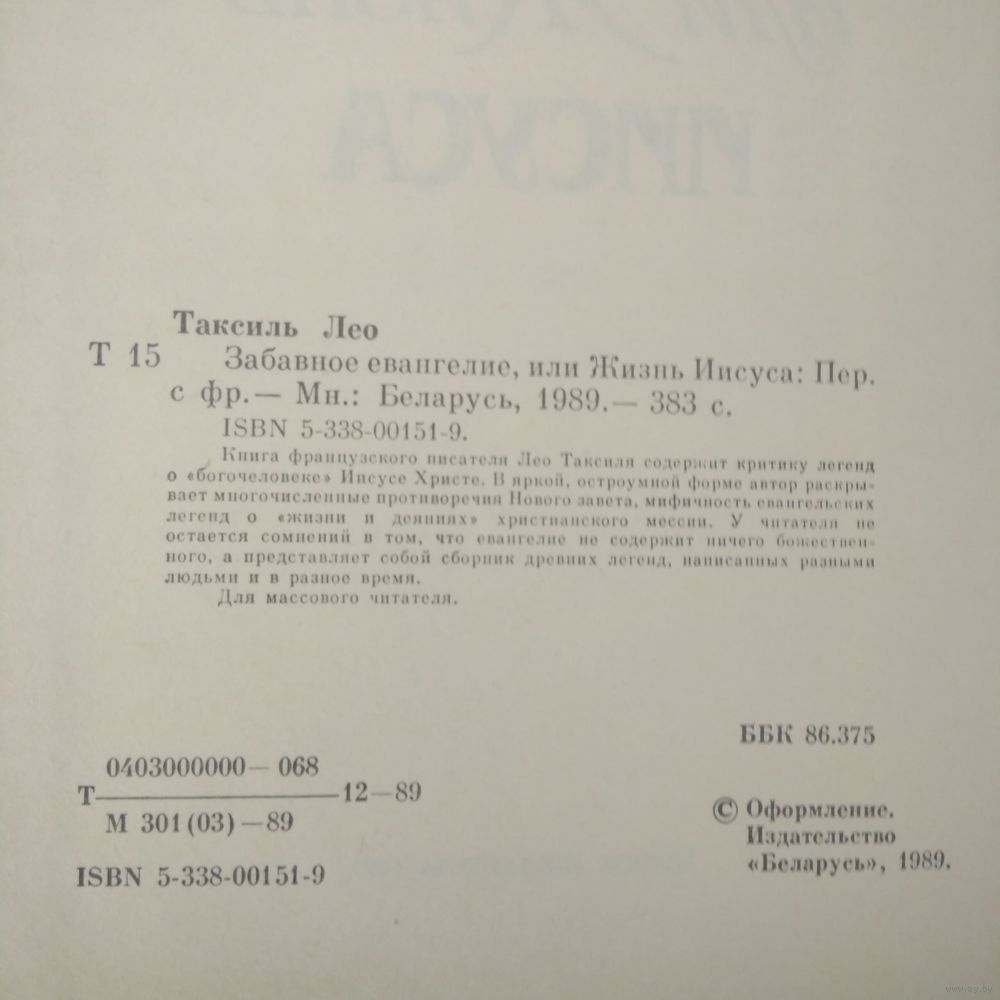 Таксиль Лео
Т 15
Забавное евангелие, или Жизнь Иисуса: Пер.
с фр.— Мн.: Беларусь, 1989.— 383 с.
ISBN 5-338-00151-9.
Книга французского писателя Лео Таксиля содержит критику легенд
о «богочеловеке» Иисусе Христе. В яркой, остроумной форме автор раскры-
вает многочисленные противоречия Нового завета, мифичность евангельских
легенд о «жизни и деяниях» христианского мессии. У читателя не
остается сомнений в том, что евангелие не содержит ничего божествен-
ного, а представляет собой сборник древних легенд, написанных разными
людьми и в разное время.
Для массового читателя.
ББК 86.375
0403000000— 068
Т 12—89
М 301(03)—89
ISBN 5-338-00151-9
© Оформление.
Издательство
«Беларусь», 1989.
www.ay.by